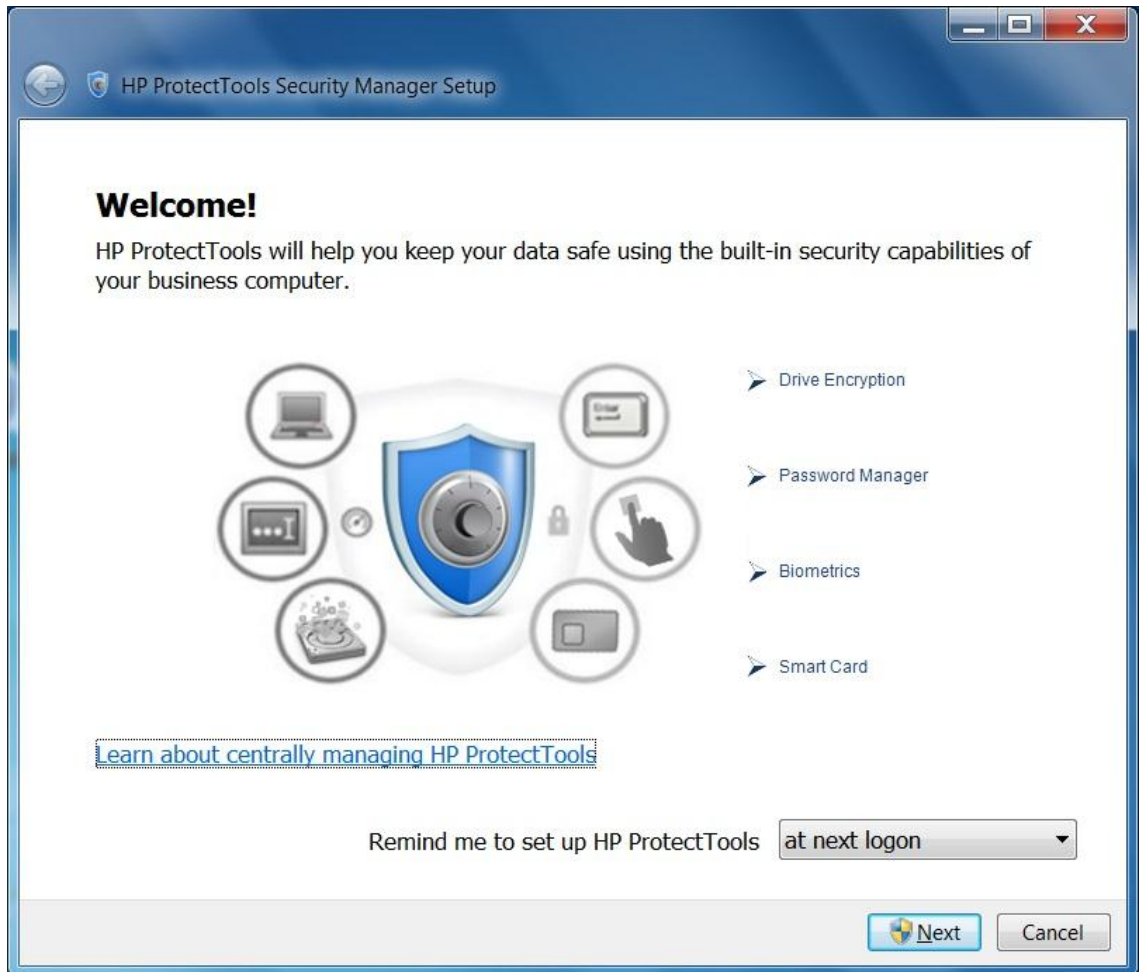 HP ProtectTools Security Manager Setup
Welcome!
HP ProtectTools will help you keep your data safe using the built-in security capabilities of
your business computer.
Enter
Drive Encryption
Password Manager
Biometrics
Smart Card
Learn about centrally managing HP ProtectTools
Remind me to set up HP ProtectTools at next logon
Next Cancel